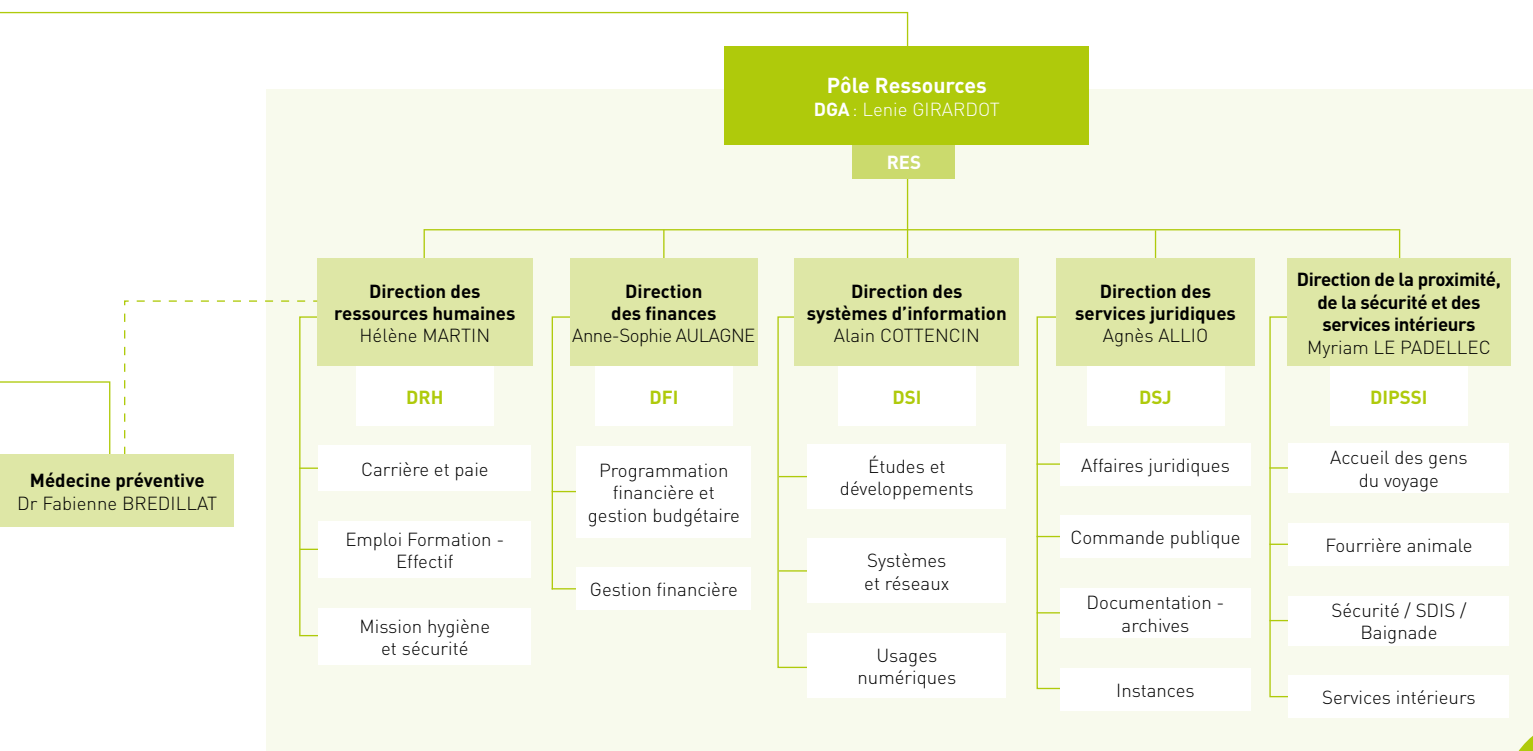 Pôle Ressources
DGA : Lenie GIRARDOT
RES
Direction des
ressources humaines
Hélène MARTIN
DRH
Carrière et paie
Emploi Formation -
Effectif
Mission hygiène
et sécurité
Direction
des finances
Anne-Sophie AULAGNE
DFI
Programmation
financière et
gestion budgétaire
Gestion financière
Direction des
systèmes d’information
Alain COTTENCIN
DSI
Études et
développements
Systèmes
et réseaux
Usages
numériques
Direction des
services juridiques
Agnès ALLIO
DSJ
Affaires juridiques
Commande publique
Documentation -
archives
Instances
Direction de la proximité,
de la sécurité et des
services intérieurs
Myriam LE PADELLEC
DIPSSI
Accueil des gens
du voyage
Fourrière animale
Sécurité / SDIS /
Baignade
Services intérieurs
Médecine préventive
Dr Fabienne BREDILLAT